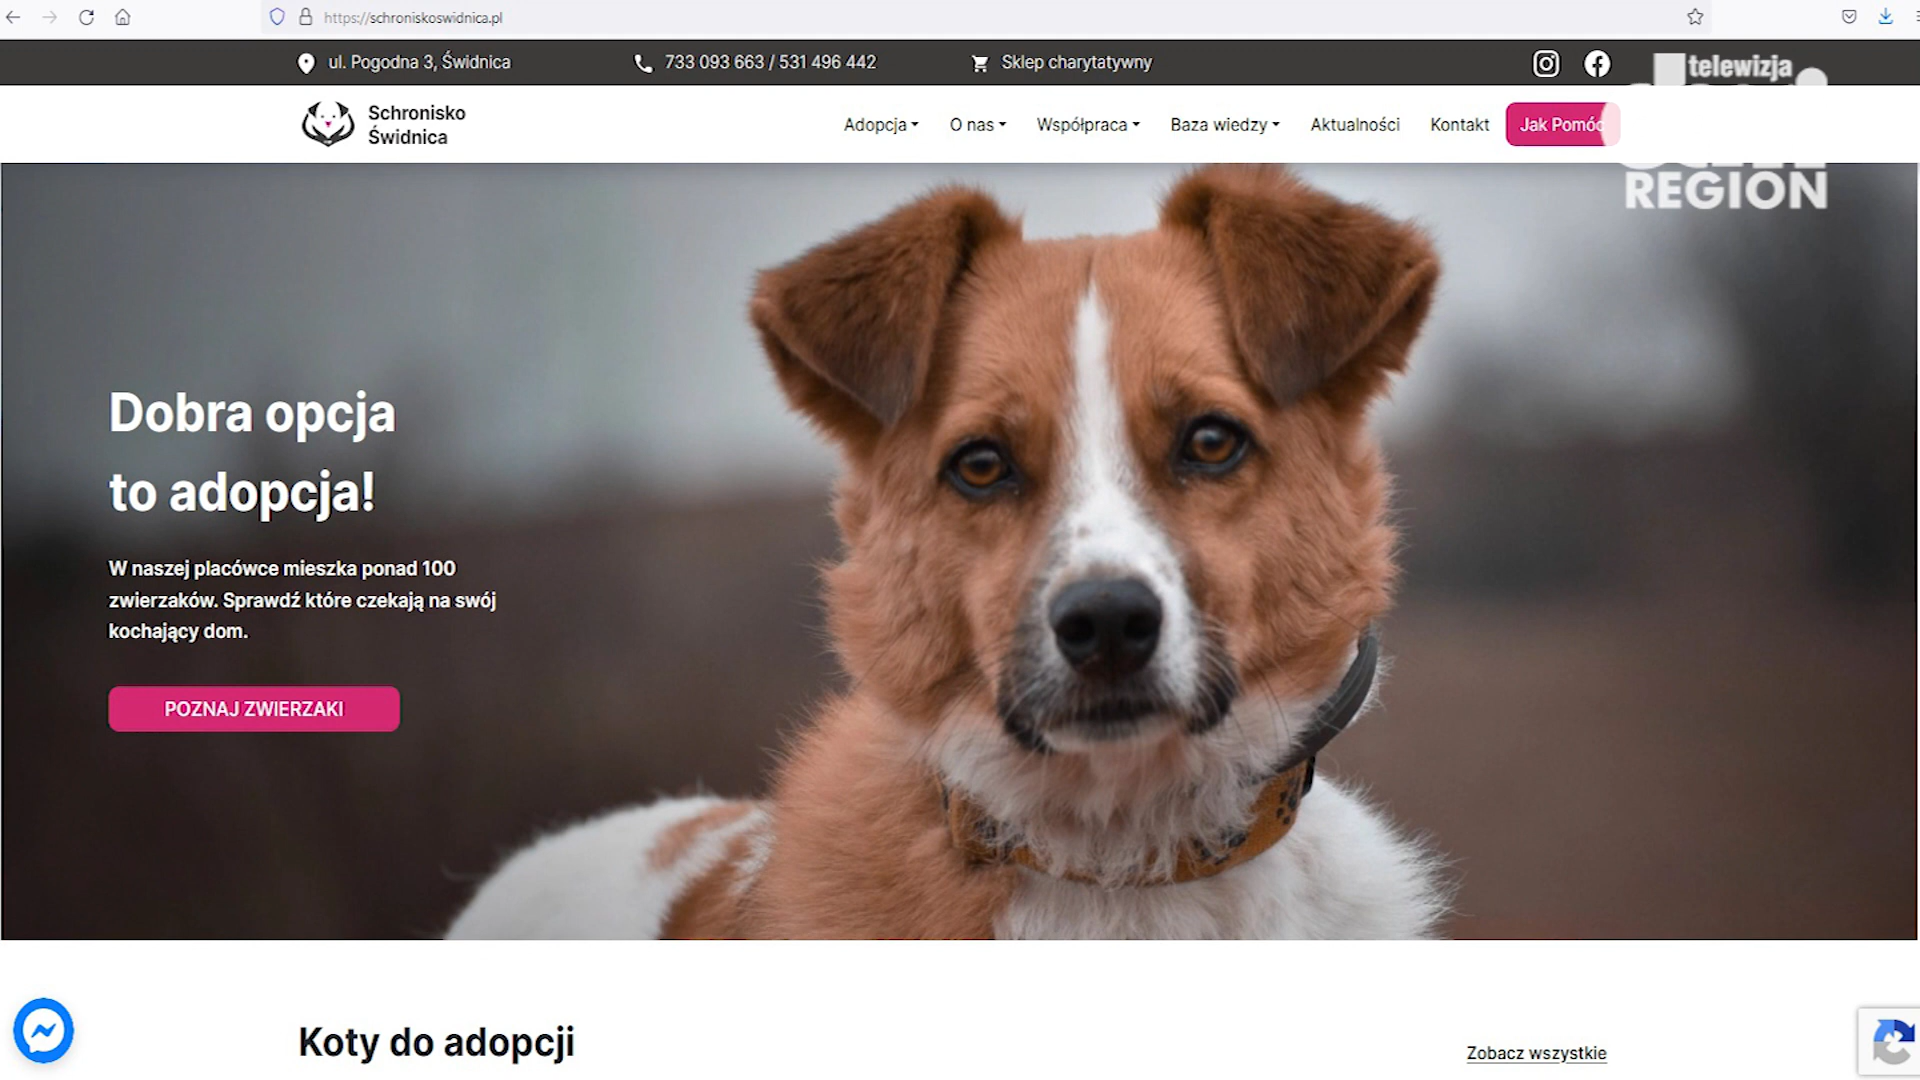 https://schroniskoswidnica.pl
ul. Pogodna 3, Świdnica
733 093 663 / 531 496 442
Sklep charytatywny
telewizja
Schronisko
Świdnica
Adopcja
O nas
Współpraca
Baza wiedzy
Aktualności
Kontakt
Jak Pomóc
REGION
Dobra opcja
to adopcja!
W naszej placówce mieszka ponad 100
zwierzaków. Sprawdź które czekają na swój
kochający dom.
POZNAJ ZWIERZAKI
Koty do adopcji
Zobacz wszystkie